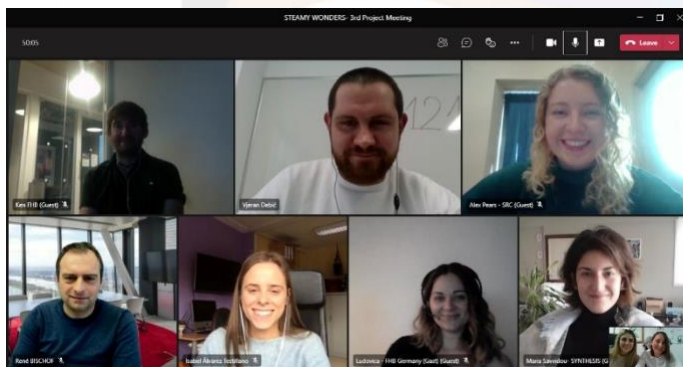 STEAMY WONDERS- 3rd Project Meeting
50:05
Leave
124
Ken FHB (Guest)
Vjeran Debić
Alex Pears - SRC (Guest)
René BISCHOF
Isabel Álvarez
Ludovica - FHB Germany (Gast) (Guest)
Maria Savvidou- SYNTHESIS (G